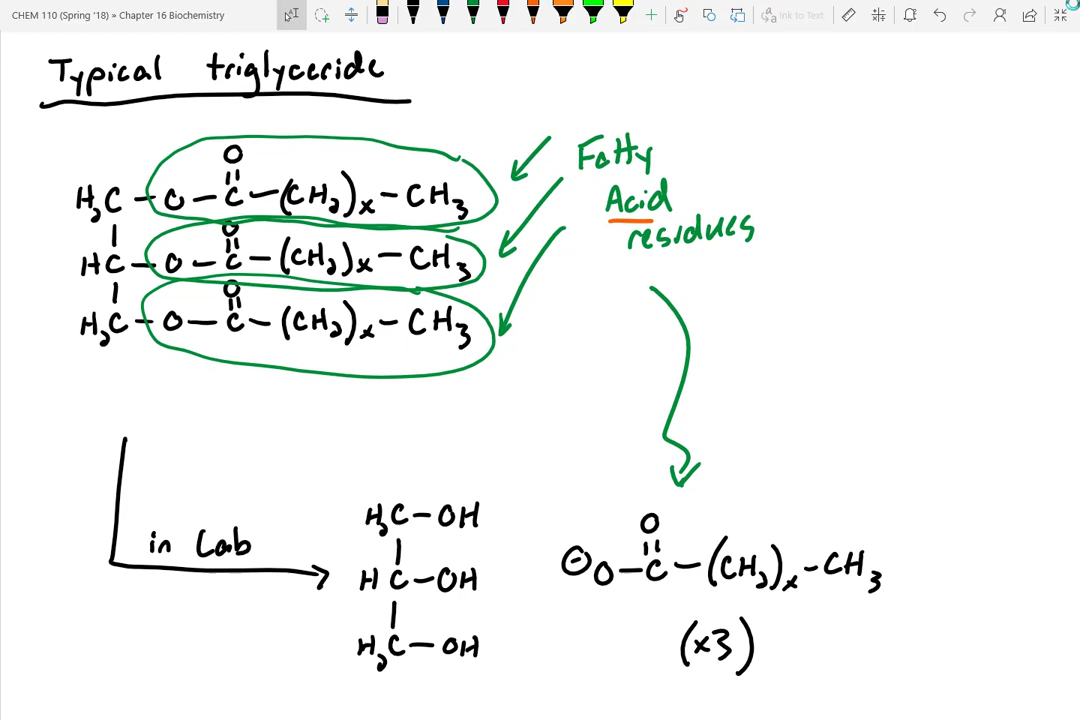 CHEM 110 (Spring '18) » Chapter 16 Biochemistry
Ink to Text
Typical triglyceride
O
H₂C - O - C - (CH₂)ₓ - CH₃
O
HC - O - C - (CH₂)ₓ - CH₃
O
H₂C - O - C - (CH₂)ₓ - CH₃
Fatty
Acid
residues
in Lab
H₂C - OH
HC - OH
H₂C - OH
O
⊖O - C - (CH₂)ₓ - CH₃
(x3)